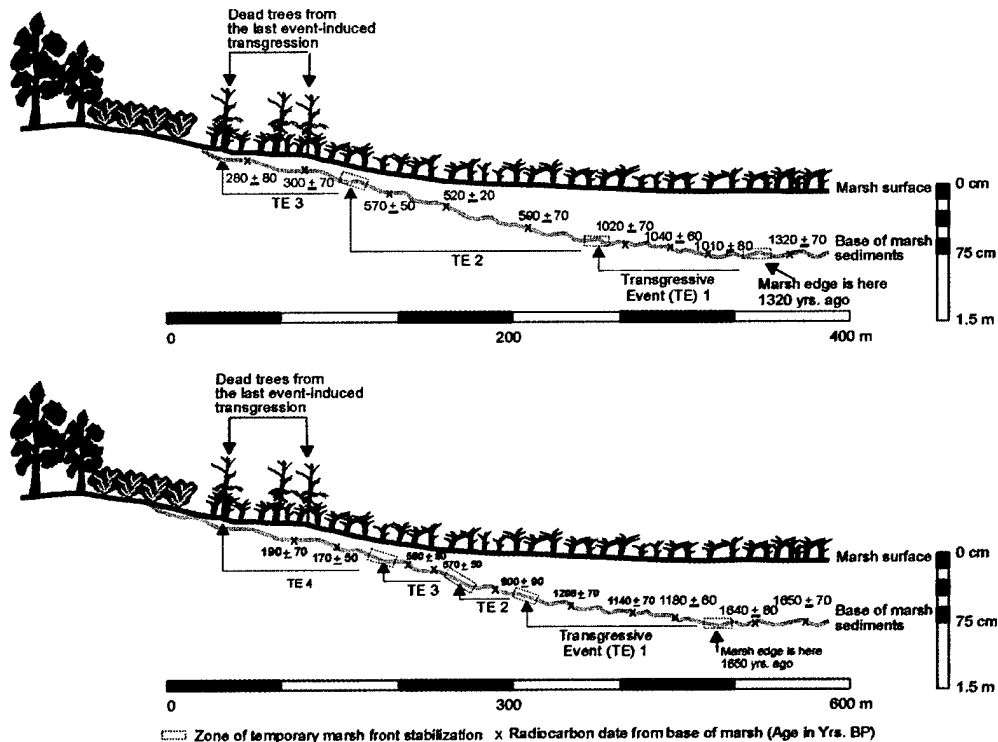 Dead trees from
the last event-induced
transgression
280 ± 80
300 ± 70
TE 3
570 ± 50
520 ± 20
590 ± 70
TE 2
1020 ± 70
1040 ± 60
1010 ± 80
1320 ± 70
Transgressive
Event (TE) 1
Marsh edge is here
1320 yrs. ago
Marsh surface
Base of marsh
sediments
0 cm
75 cm
1.5 m
0 200 400 m
Dead trees from
the last event-induced
transgression
190 ± 70
170 ± 50
TE 4
TE 3
570 ± 50
TE 2
900 ± 90
1140 ± 70
1180 ± 60
1640 ± 80
1650 ± 70
Transgressive
Event (TE) 1
Marsh edge is here
1650 yrs. ago
Marsh surface
Base of marsh
sediments
0 cm
75 cm
1.5 m
0 300 600 m
Zone of temporary marsh front stabilization x Radiocarbon date from base of marsh (Age in Yrs. BP)